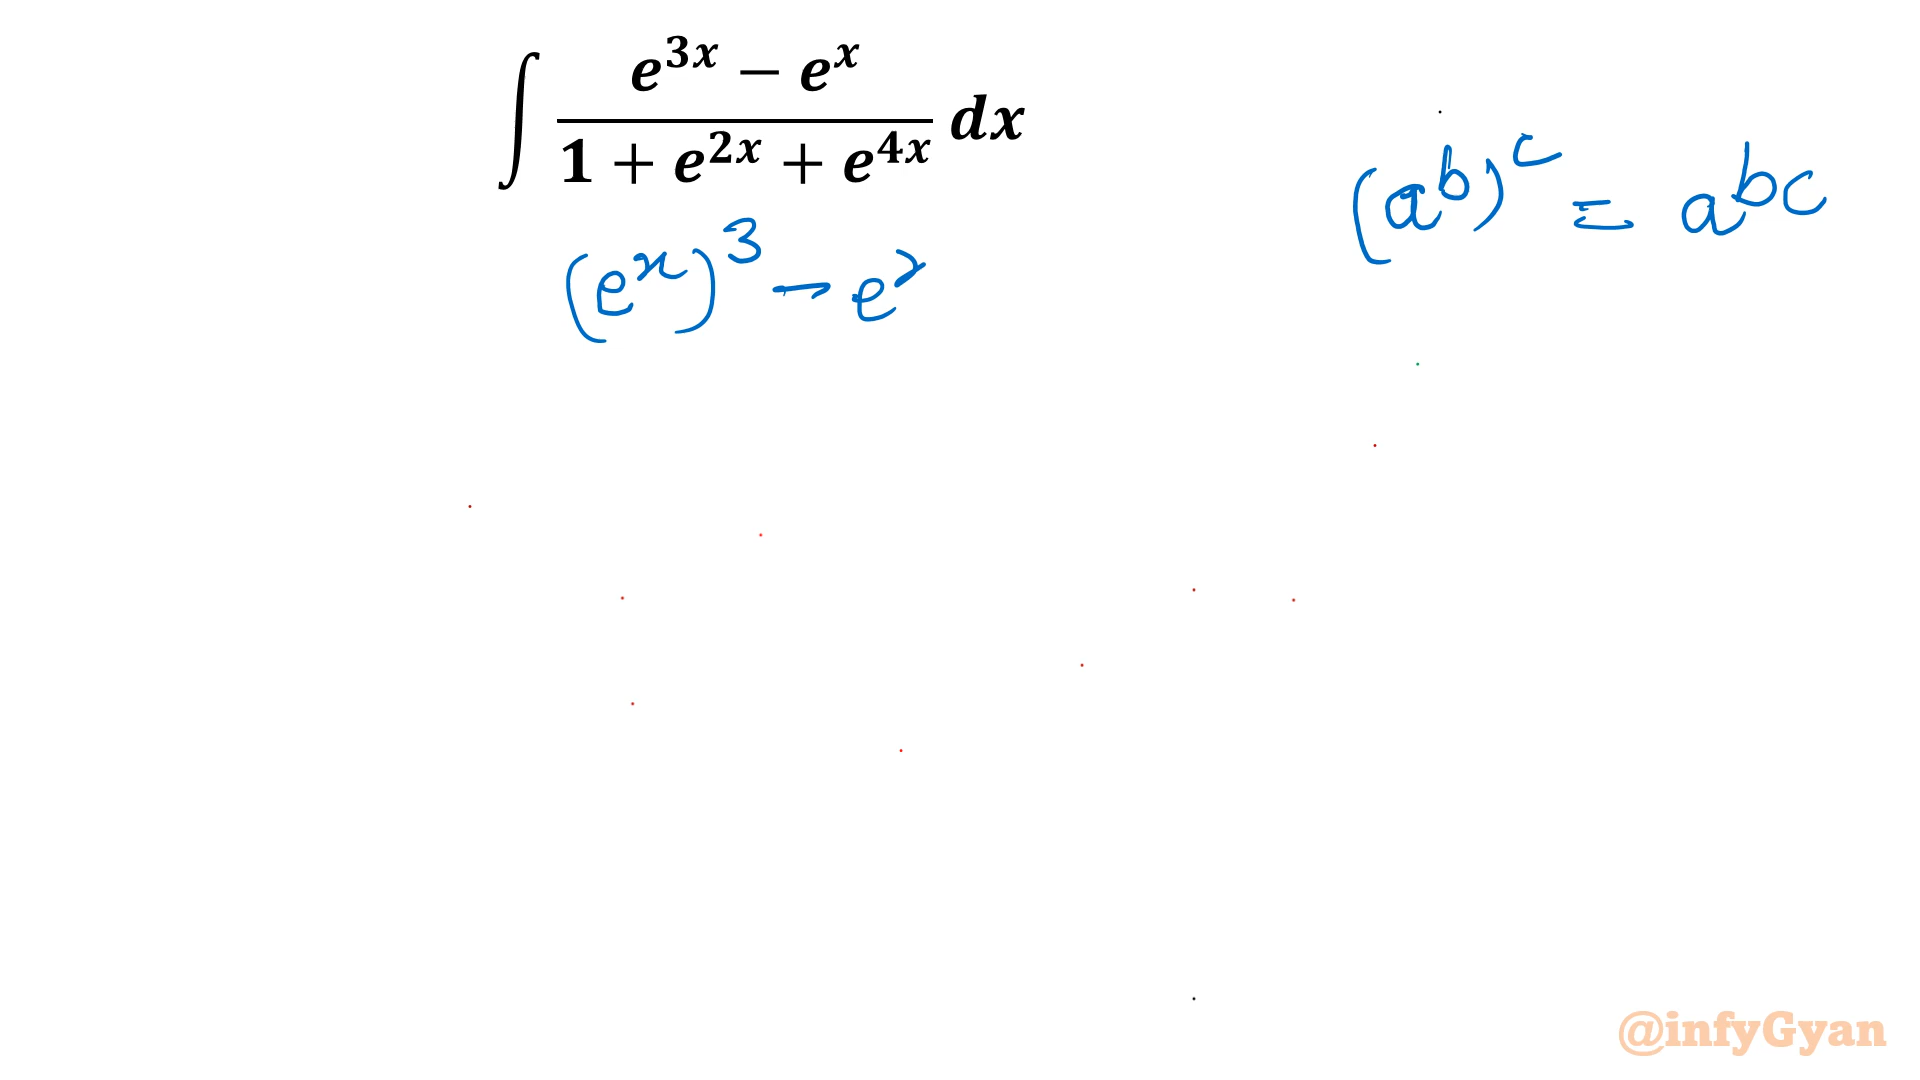 ∫ (e^{3x} − e^{x}) / (1 + e^{2x} + e^{4x}) dx
(a^b)^c = a^{bc}
(e^x)^3 − e^x
@infyGyan